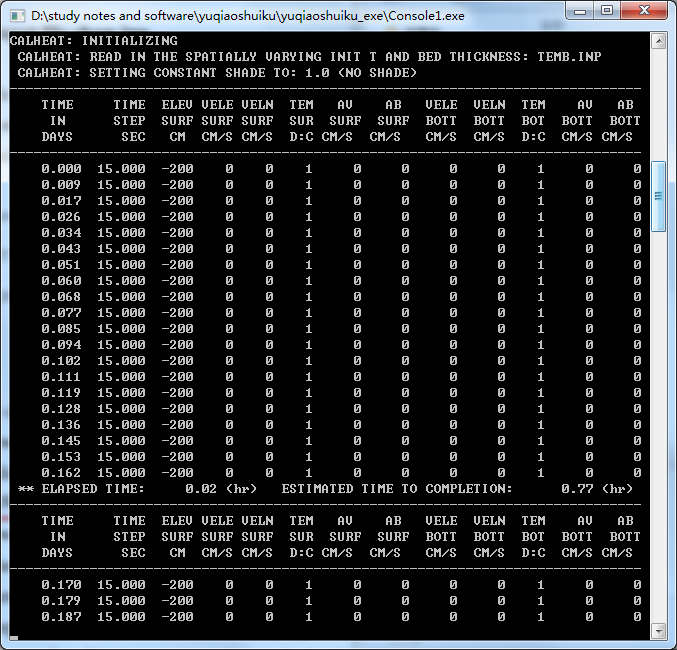 D:\study notes and software\yuqiaoshuiku\yuqiaoshuiku_exe\Console1.exe
CALHEAT: INITIALIZING
CALHEAT: READ IN THE SPATIALLY VARYING INIT T AND BED THICKNESS: TEMB.INP
CALHEAT: SETTING CONSTANT SHADE TO: 1.0 (NO SHADE)
TIME TIME ELEV VELE VELN TEM AV AB VELE VELN TEM AV AB
IN STEP SURF SURF SURF SUR SURF SURF BOTT BOTT BOT BOTT BOTT
DAYS SEC CM CM/S CM/S D:C CM/S CM/S CM/S CM/S D:C CM/S CM/S
0.000 15.000 -200 0 0 1 0 0 0 0 1 0 0
0.009 15.000 -200 0 0 1 0 0 0 0 1 0 0
0.017 15.000 -200 0 0 1 0 0 0 0 1 0 0
0.026 15.000 -200 0 0 1 0 0 0 0 1 0 0
0.034 15.000 -200 0 0 1 0 0 0 0 1 0 0
0.043 15.000 -200 0 0 1 0 0 0 0 1 0 0
0.051 15.000 -200 0 0 1 0 0 0 0 1 0 0
0.060 15.000 -200 0 0 1 0 0 0 0 1 0 0
0.068 15.000 -200 0 0 1 0 0 0 0 1 0 0
0.077 15.000 -200 0 0 1 0 0 0 0 1 0 0
0.085 15.000 -200 0 0 1 0 0 0 0 1 0 0
0.094 15.000 -200 0 0 1 0 0 0 0 1 0 0
0.102 15.000 -200 0 0 1 0 0 0 0 1 0 0
0.111 15.000 -200 0 0 1 0 0 0 0 1 0 0
0.119 15.000 -200 0 0 1 0 0 0 0 1 0 0
0.128 15.000 -200 0 0 1 0 0 0 0 1 0 0
0.136 15.000 -200 0 0 1 0 0 0 0 1 0 0
0.145 15.000 -200 0 0 1 0 0 0 0 1 0 0
0.153 15.000 -200 0 0 1 0 0 0 0 1 0 0
0.162 15.000 -200 0 0 1 0 0 0 0 1 0 0
** ELAPSED TIME: 0.02 (hr) ESTIMATED TIME TO COMPLETION: 0.77 (hr)
TIME TIME ELEV VELE VELN TEM AV AB VELE VELN TEM AV AB
IN STEP SURF SURF SURF SUR SURF SURF BOTT BOTT BOT BOTT BOTT
DAYS SEC CM CM/S CM/S D:C CM/S CM/S CM/S CM/S D:C CM/S CM/S
0.170 15.000 -200 0 0 1 0 0 0 0 1 0 0
0.179 15.000 -200 0 0 1 0 0 0 0 1 0 0
0.187 15.000 -200 0 0 1 0 0 0 0 1 0 0